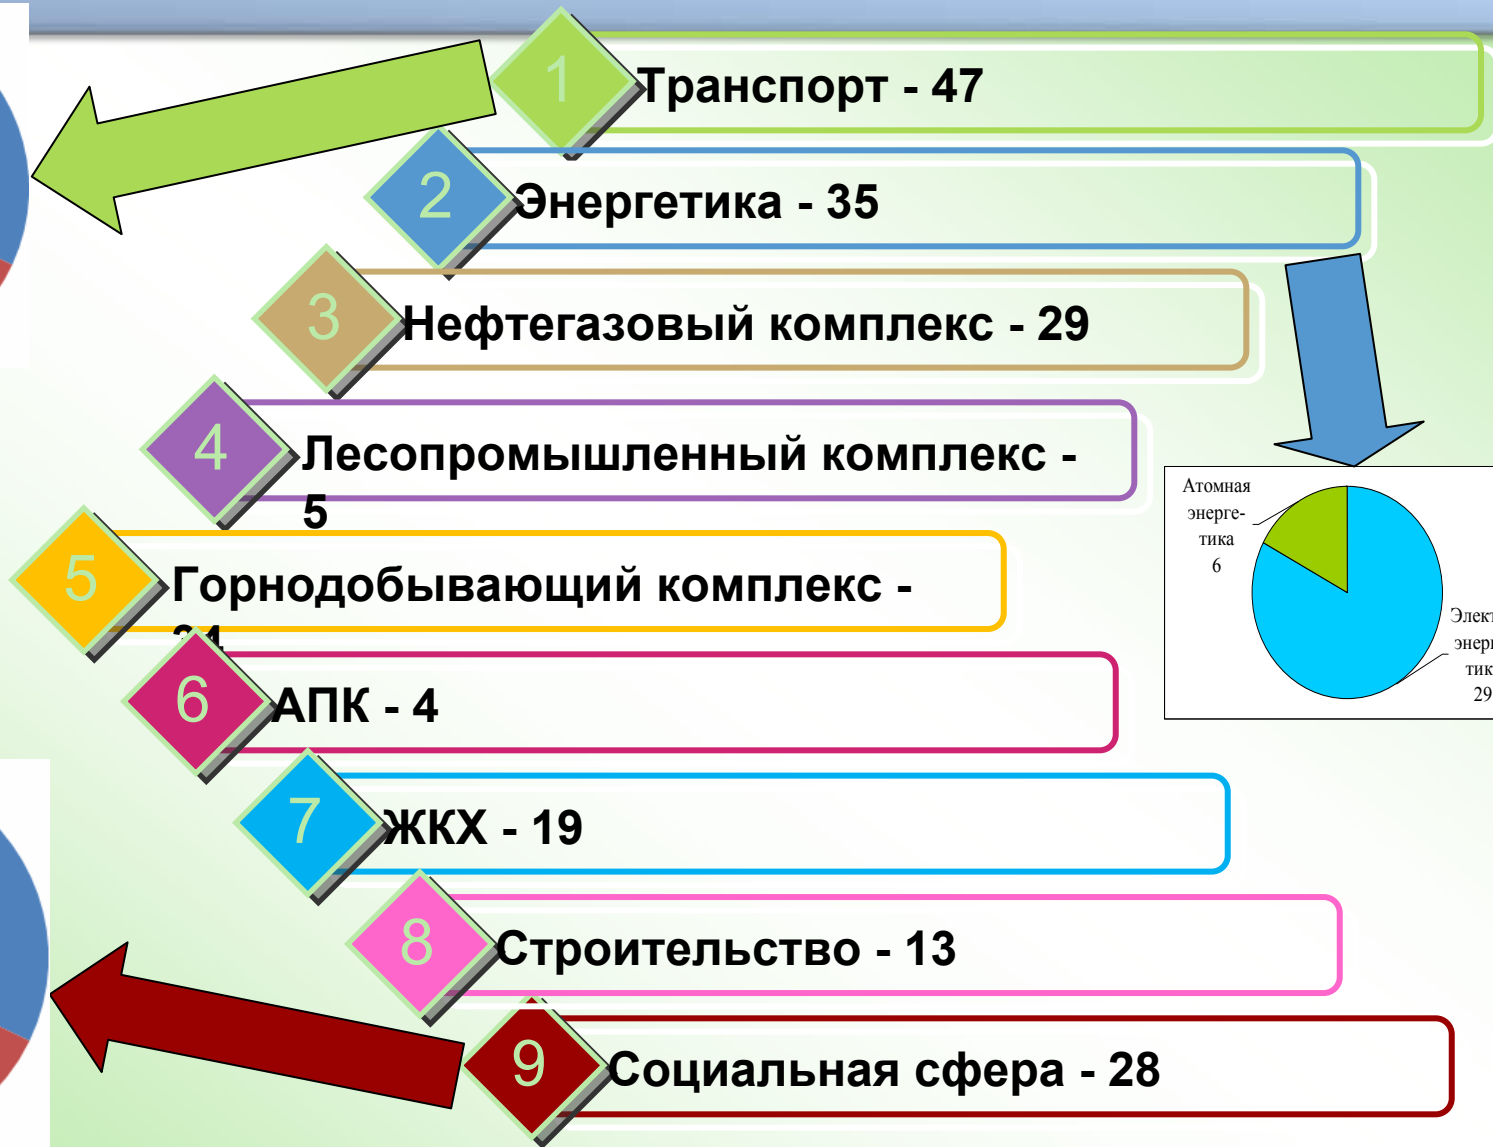 1
Транспорт - 47
2
Энергетика - 35
3
Нефтегазовый комплекс - 29
4
Лесопромышленный комплекс -
5
5
Горнодобывающий комплекс -
6
АПК - 4
7
ЖКХ - 19
8
Строительство - 13
9
Социальная сфера - 28
Атомная
энерге-
тика
6
29